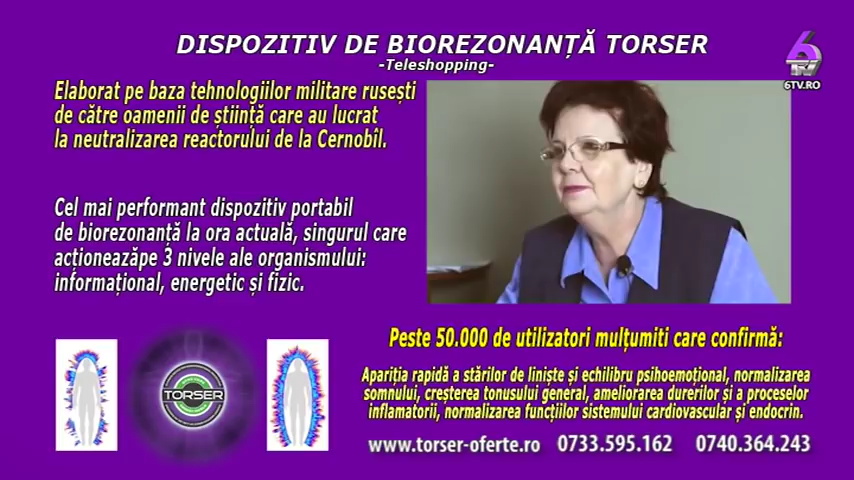 DISPOZITIV DE BIOREZONANȚĂ TORSER
-Teleshopping-
6TV
6TV.RO
Elaborat pe baza tehnologiilor militare rusești
de către oamenii de știință care au lucrat
la neutralizarea reactorului de la Cernobîl.
Cel mai performant dispozitiv portabil
de biorezonanță la ora actuală, singurul care
acționeazăpe 3 nivele ale organismului:
informațional, energetic și fizic.
TORSER
Peste 50.000 de utilizatori mulțumiti care confirmă:
Apariția rapidă a stărilor de liniște și echilibru psihoemoțional, normalizarea
somnului, creșterea tonusului general, ameliorarea durerilor și a proceselor
inflamatorii, normalizarea funcțiilor sistemului cardiovascular și endocrin.
www.torser-oferte.ro 0733.595.162 0740.364.243